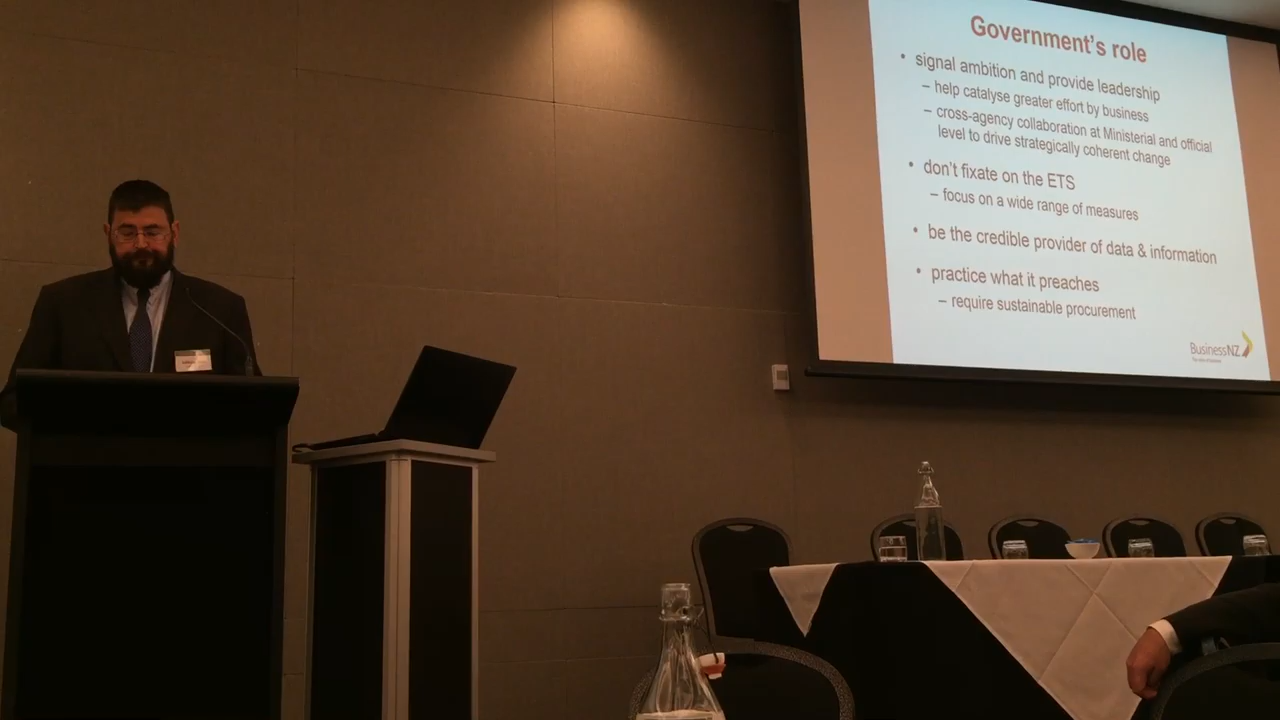 Government's role
• signal ambition and provide leadership
– help catalyse greater effort by business
– cross-agency collaboration at Ministerial and official
level to drive strategically coherent change
• don't fixate on the ETS
– focus on a wide range of measures
• be the credible provider of data & information
• practice what it preaches
– require sustainable procurement
BusinessNZ